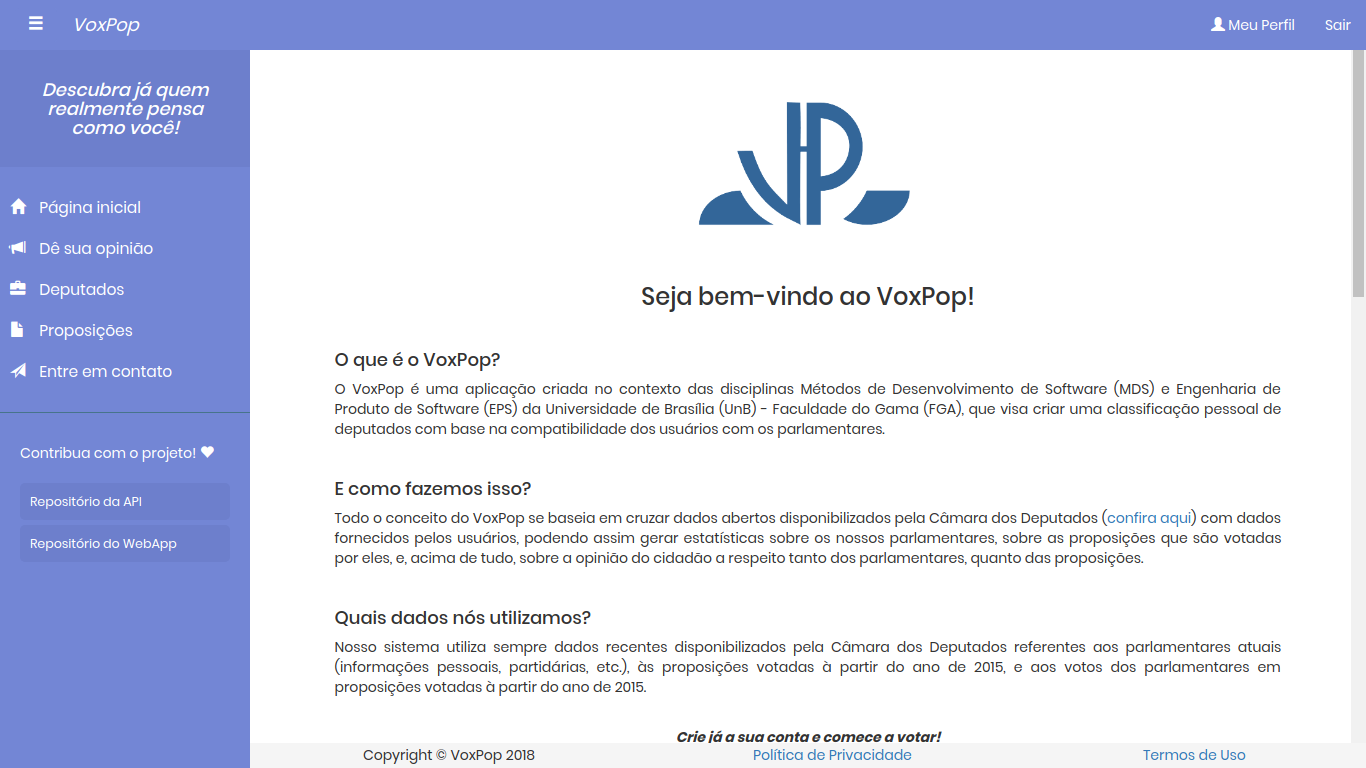 VoxPop
Meu Perfil
Sair
Descubra já quem
realmente pensa
como você!
Página inicial
Dê sua opinião
Deputados
Proposições
Entre em contato
Contribua com o projeto!
Repositório da API
Repositório do WebApp
VP
Seja bem-vindo ao VoxPop!
O que é o VoxPop?
O VoxPop é uma aplicação criada no contexto das disciplinas Métodos de Desenvolvimento de Software (MDS) e Engenharia de
Produto de Software (EPS) da Universidade de Brasília (UnB) - Faculdade do Gama (FGA), que visa criar uma classificação pessoal de
deputados com base na compatibilidade dos usuários com os parlamentares.
E como fazemos isso?
Todo o conceito do VoxPop se baseia em cruzar dados abertos disponibilizados pela Câmara dos Deputados (confira aqui) com dados
fornecidos pelos usuários, podendo assim gerar estatísticas sobre os nossos parlamentares, sobre as proposições que são votadas
por eles, e, acima de tudo, sobre a opinião do cidadão a respeito tanto dos parlamentares, quanto das proposições.
Quais dados nós utilizamos?
Nosso sistema utiliza sempre dados recentes disponibilizados pela Câmara dos Deputados referentes aos parlamentares atuais
(informações pessoais, partidárias, etc.), às proposições votadas à partir do ano de 2015, e aos votos dos parlamentares em
proposições votadas à partir do ano de 2015.
Crie já a sua conta e comece a votar!
Copyright © VoxPop 2018
Política de Privacidade
Termos de Uso